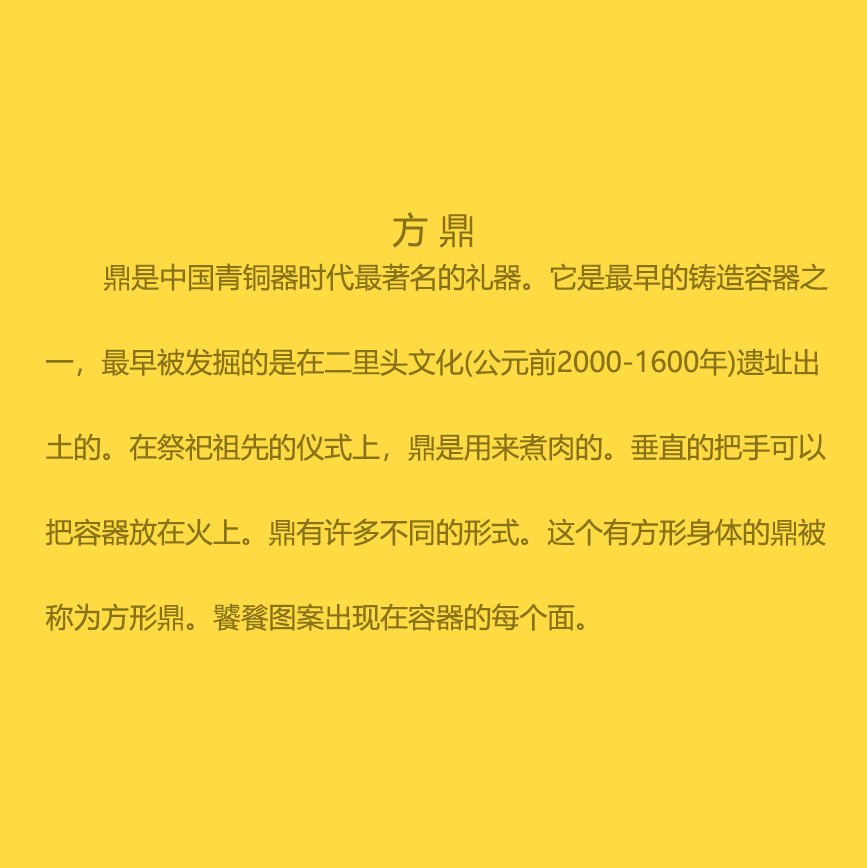 方 鼎
鼎是中国青铜器时代最著名的礼器。它是最早的铸造容器之
一，最早被发掘的是在二里头文化(公元前2000-1600年)遗址出
土的。在祭祀祖先的仪式上，鼎是用来煮肉的。垂直的把手可以
把容器放在火上。鼎有许多不同的形式。这个有方形身体的鼎被
称为方形鼎。饕餮图案出现在容器的每个面。